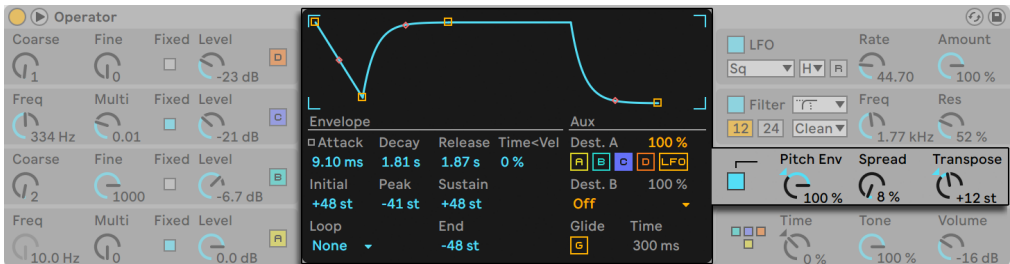 Operator
Coarse Fine Fixed Level
1 0 -23 dB D
Freq Multi Fixed Level
334 Hz 0.01 -21 dB C
Coarse Fine Fixed Level
2 1000 -6.7 dB B
Freq Multi Fixed Level
10.0 Hz 0 0.0 dB A
Envelope
Attack Decay Release Time<Vel
9.10 ms 1.81 s 1.87 s 0 %
Initial Peak Sustain
+48 st -41 st +48 st
Loop End
None -48 st
Aux
Dest. A 100 %
A B C D LFO
Dest. B 100 %
Off
Glide Time
G 300 ms
LFO Rate Amount
Sq H R 44.70 100 %
Filter Freq Res
12 24 Clean 1.77 kHz 52 %
Pitch Env Spread Transpose
100 % 8 % +12 st
Time Tone Volume
0 % 100 % -16 dB